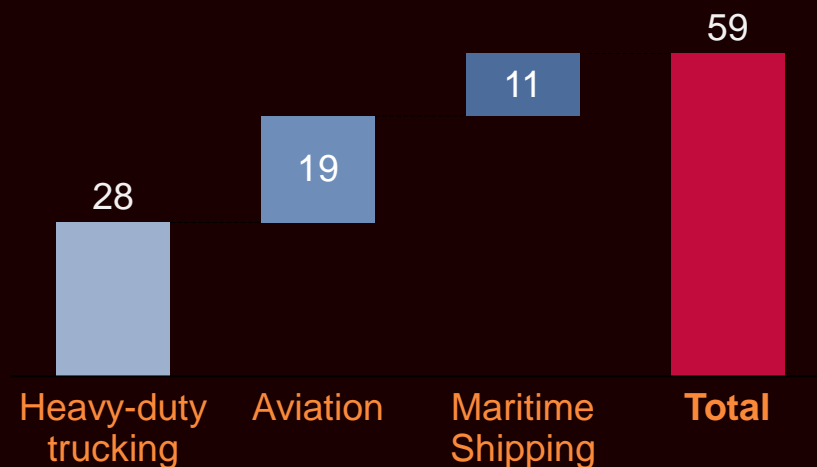 59
11
19
28
Heavy-duty
trucking
Aviation
Maritime
Shipping
Total